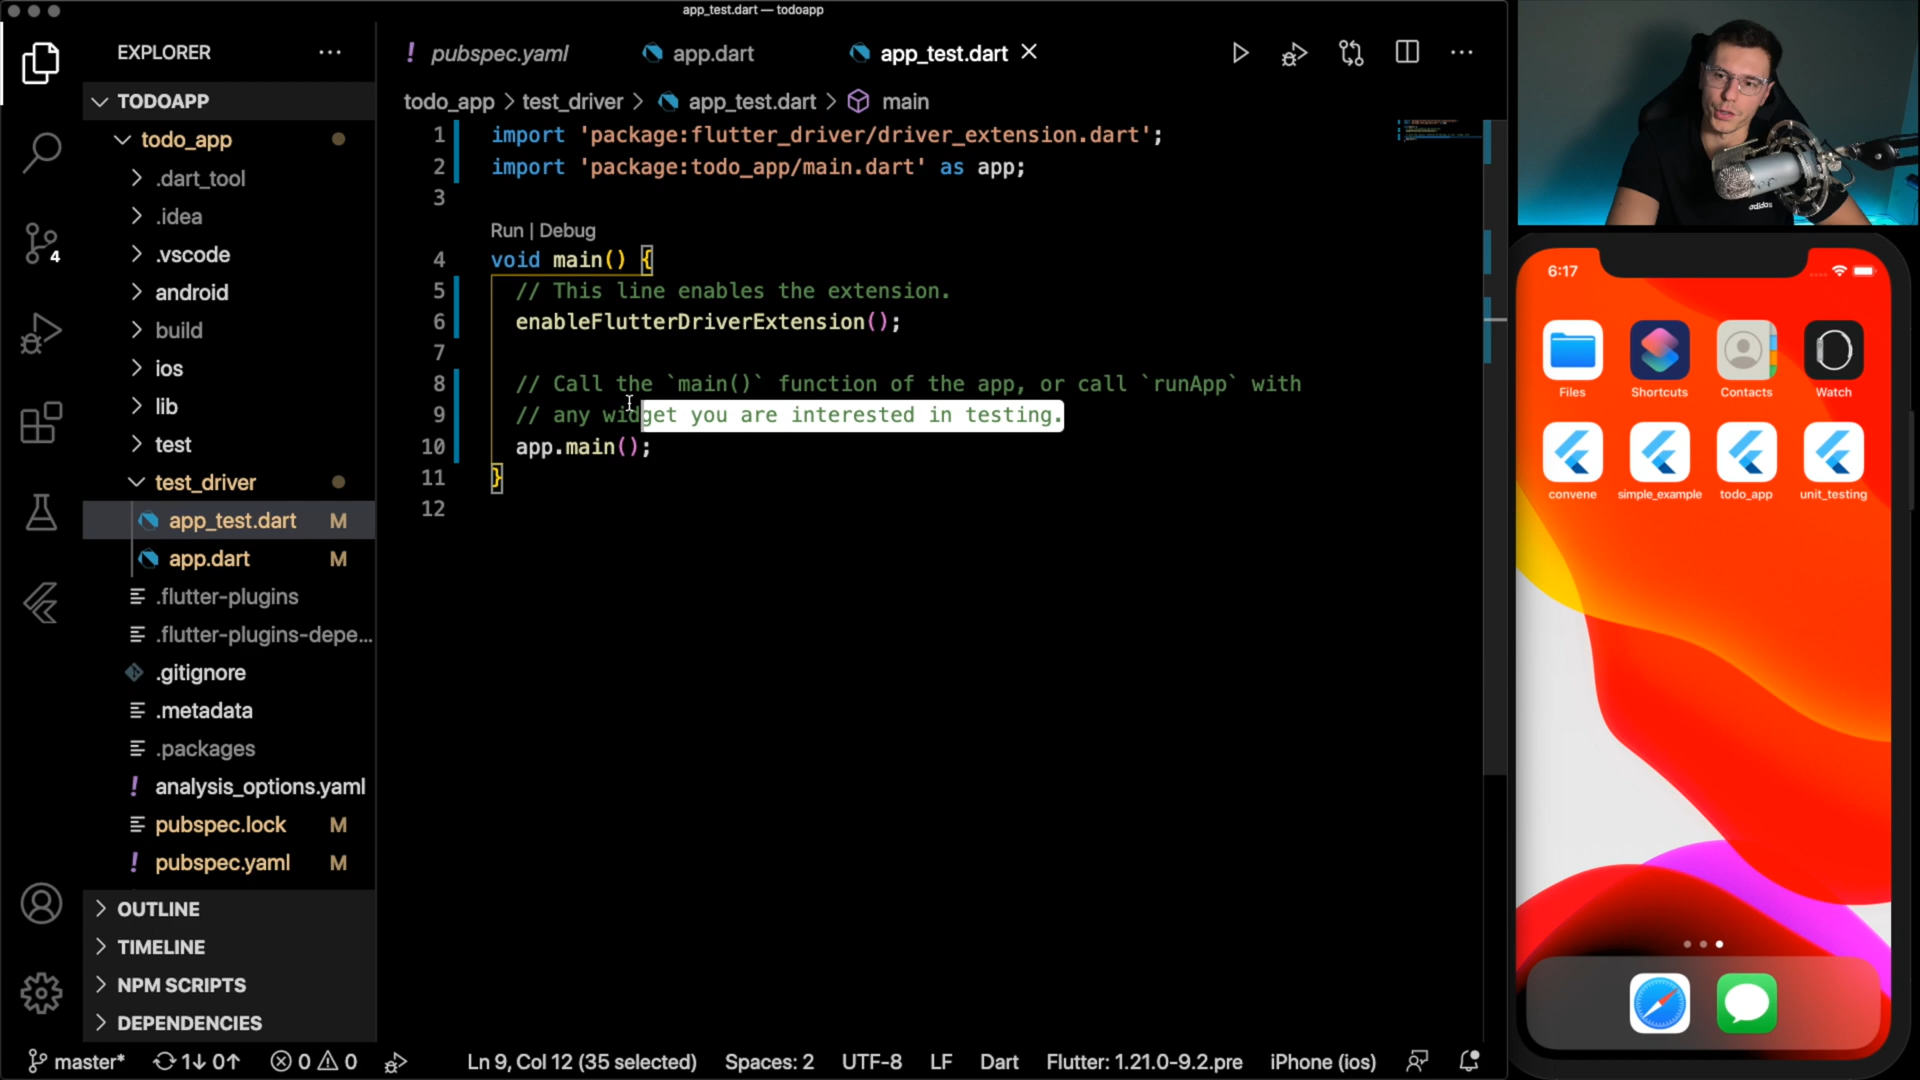 app_test.dart — todoapp
EXPLORER
TODOAPP
todo_app
.dart_tool
.idea
.vscode
android
build
ios
lib
test
test_driver
app_test.dart M
app.dart M
.flutter-plugins
.flutter-plugins-depe...
.gitignore
.metadata
.packages
analysis_options.yaml
pubspec.lock M
pubspec.yaml M
OUTLINE
TIMELINE
NPM SCRIPTS
DEPENDENCIES
4
! pubspec.yaml app.dart app_test.dart
todo_app > test_driver > app_test.dart > main
1 import 'package:flutter_driver/driver_extension.dart';
2 import 'package:todo_app/main.dart' as app;
3
Run | Debug
4 void main() {
5 // This line enables the extension.
6 enableFlutterDriverExtension();
7
8 // Call the `main()` function of the app, or call `runApp` with
9 // any widget you are interested in testing.
10 app.main();
11 }
12
master* 1↓ 0↑ 0 0 Ln 9, Col 12 (35 selected) Spaces: 2 UTF-8 LF Dart Flutter: 1.21.0-9.2.pre iPhone (ios)
adidas
6:17
Files Shortcuts Contacts Watch
convene simple_example todo_app unit_testing